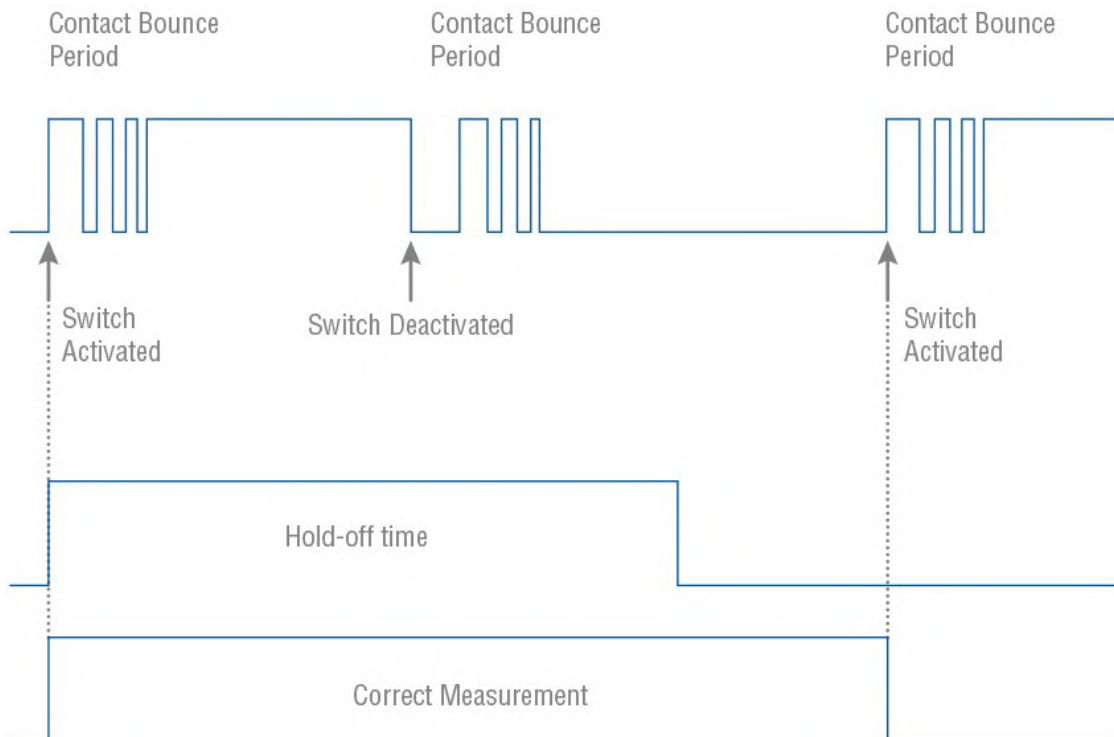 Contact Bounce
Period
Contact Bounce
Period
Contact Bounce
Period
Switch
Activated
Switch Deactivated
Switch
Activated
Hold-off time
Correct Measurement